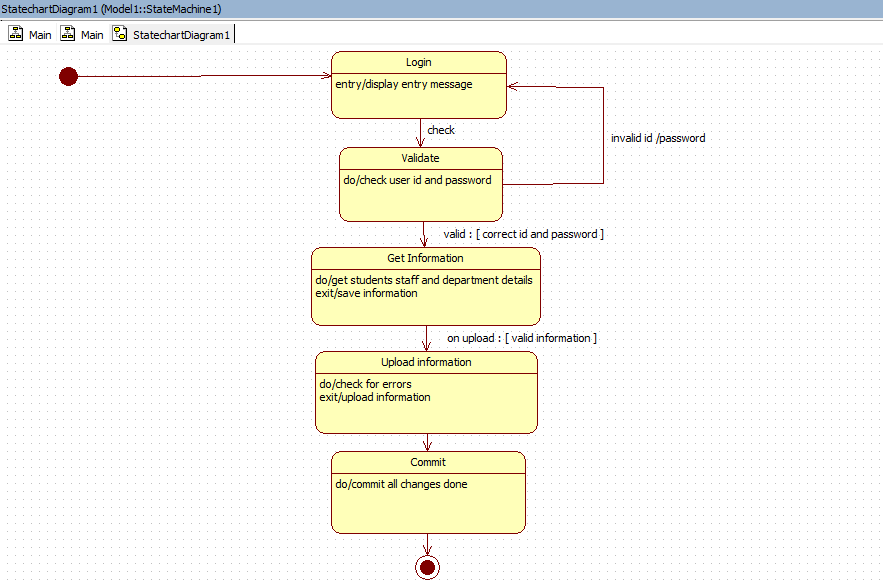 StatechartDiagram1 (Model1::StateMachine1)
Main Main StatechartDiagram1
Login
entry/display entry message
check
invalid id /password
Validate
do/check user id and password
valid : [ correct id and password ]
Get Information
do/get students staff and department details
exit/save information
on upload : [ valid information ]
Upload information
do/check for errors
exit/upload information
Commit
do/commit all changes done